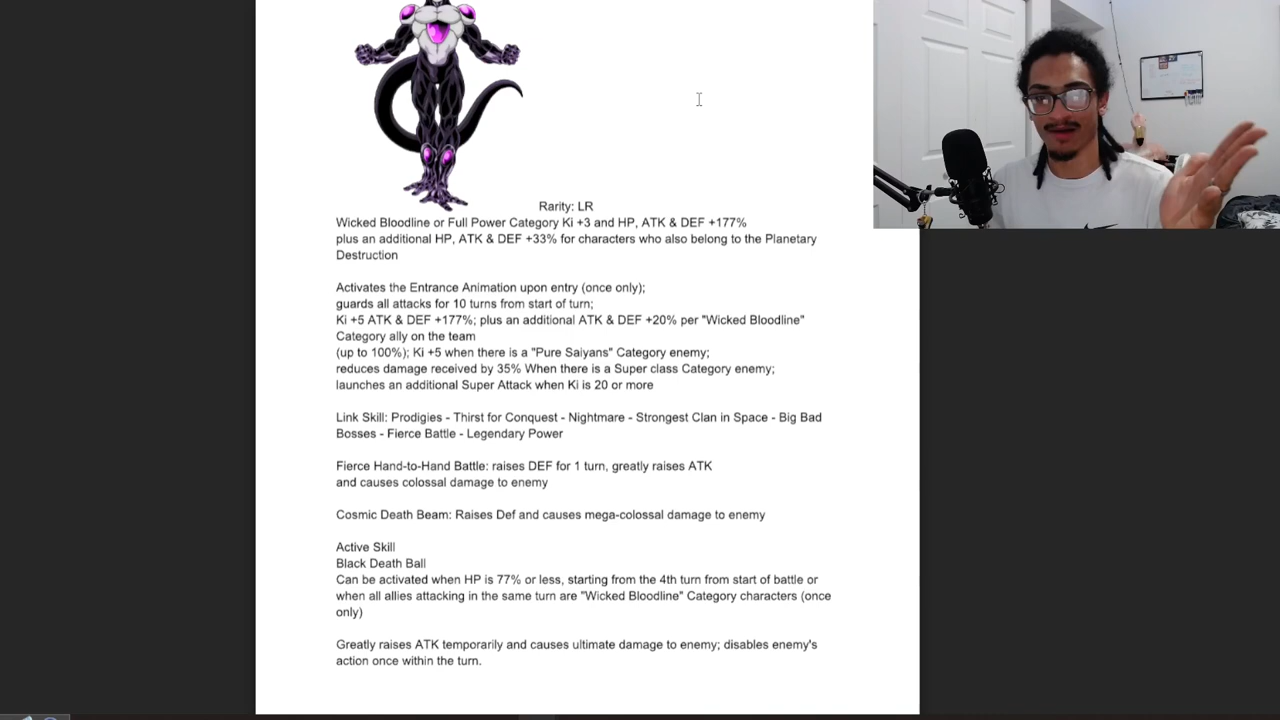 Rarity: LR
Wicked Bloodline or Full Power Category Ki +3 and HP, ATK & DEF +177%
plus an additional HP, ATK & DEF +33% for characters who also belong to the Planetary
Destruction
Activates the Entrance Animation upon entry (once only);
guards all attacks for 10 turns from start of turn;
Ki +5 ATK & DEF +177%; plus an additional ATK & DEF +20% per "Wicked Bloodline"
Category ally on the team
(up to 100%); Ki +5 when there is a "Pure Saiyans" Category enemy;
reduces damage received by 35% When there is a Super class Category enemy;
launches an additional Super Attack when Ki is 20 or more
Link Skill: Prodigies - Thirst for Conquest - Nightmare - Strongest Clan in Space - Big Bad
Bosses - Fierce Battle - Legendary Power
Fierce Hand-to-Hand Battle: raises DEF for 1 turn, greatly raises ATK
and causes colossal damage to enemy
Cosmic Death Beam: Raises Def and causes mega-colossal damage to enemy
Active Skill
Black Death Ball
Can be activated when HP is 77% or less, starting from the 4th turn from start of battle or
when all allies attacking in the same turn are "Wicked Bloodline" Category characters (once
only)
Greatly raises ATK temporarily and causes ultimate damage to enemy; disables enemy's
action once within the turn.